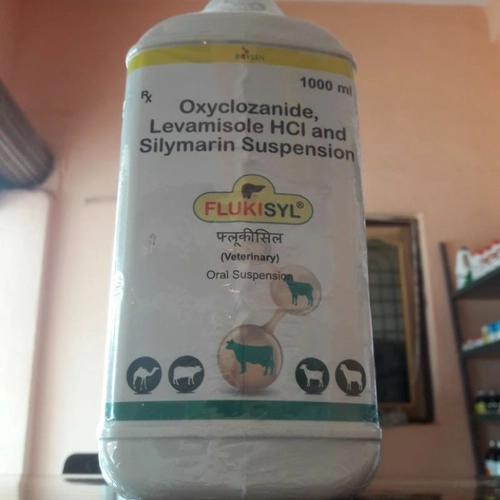 1000 ml
Rx
Oxyclozanide,
Levamisole HCl and
Silymarin Suspension
FLUKISYL®
फ्लूकीसिल
(Veterinary)
Oral Suspension